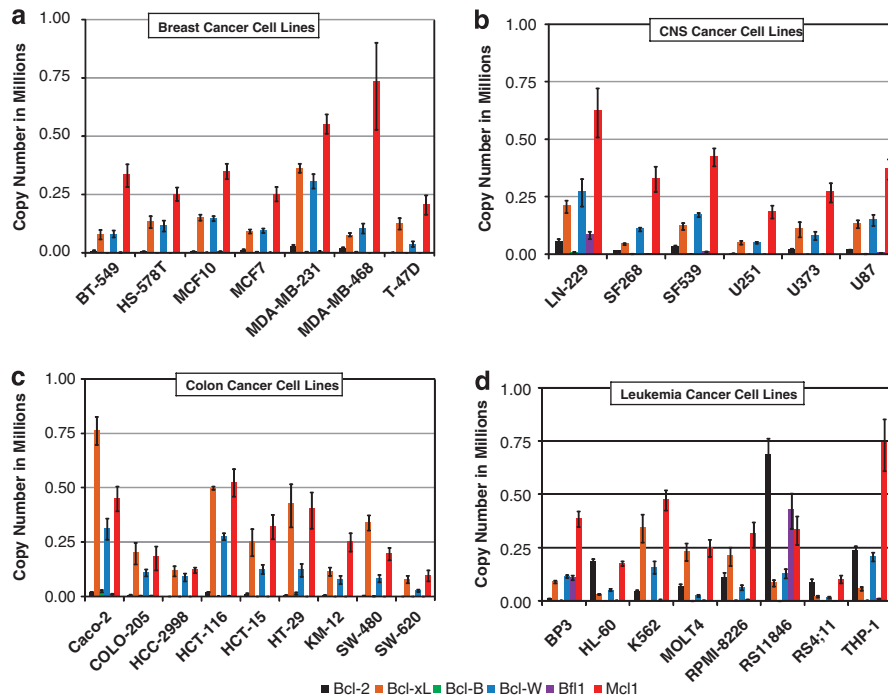 a
Breast Cancer Cell Lines
Copy Number in Millions
1.00
0.75
0.50
0.25
0.00
BT-549
HS-578T
MCF10
MCF7
MDA-MB-231
MDA-MB-468
T-47D
b
CNS Cancer Cell Lines
Copy Number in Millions
1.00
0.75
0.50
0.25
0.00
LN-229
SF268
SF539
U251
U373
U87
c
Colon Cancer Cell Lines
Copy Number in Millions
1.00
0.75
0.50
0.25
0.00
Caco-2
COLO-205
HCC-2998
HCT-116
HCT-15
HT-29
KM-12
SW-480
SW-620
d
Leukemia Cancer Cell Lines
Copy Number in Millions
1.00
0.75
0.50
0.25
0.00
BP3
HL-60
K562
MOLT4
RPMI-8226
RS11846
RS4;11
THP-1
Bcl-2 Bcl-xL Bcl-B Bcl-W Bfl1 Mcl1